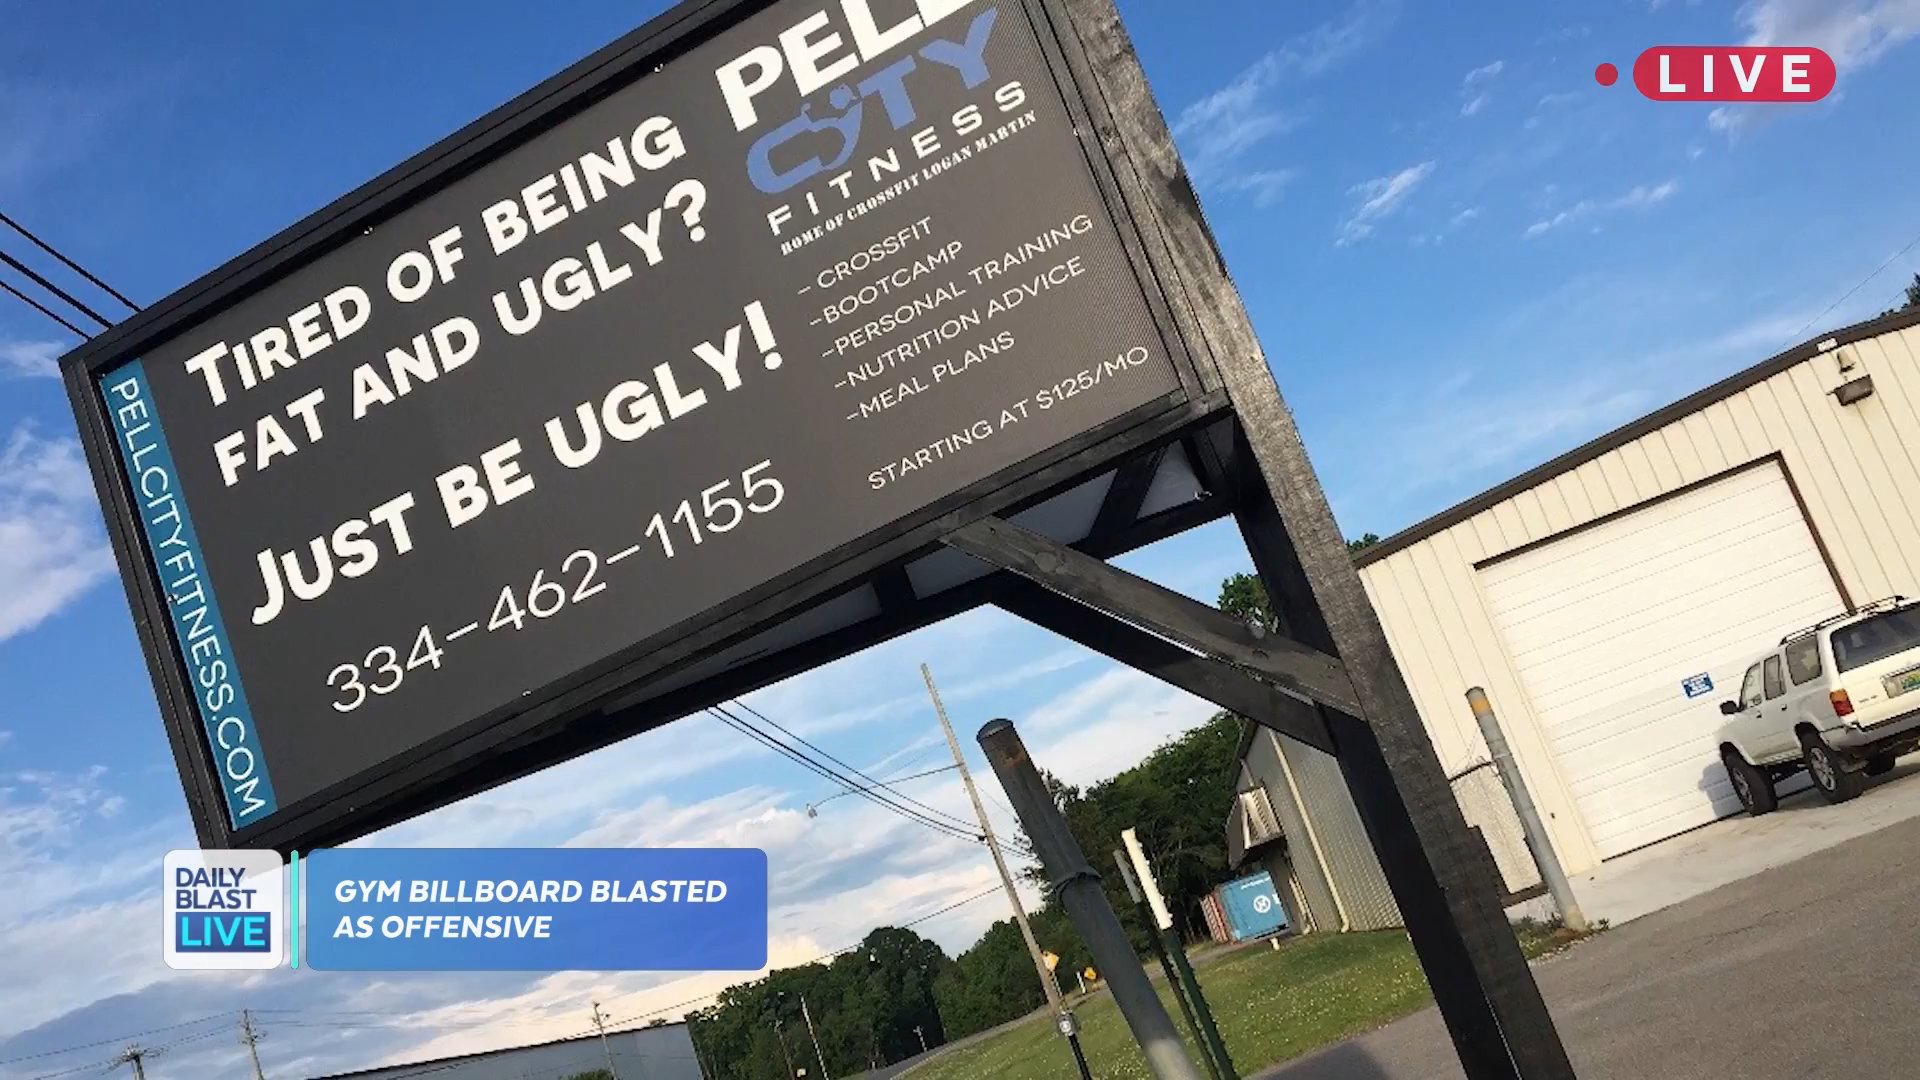 TIRED OF BEING
FAT AND UGLY?
JUST BE UGLY!
334-462-1155
PELLCITYFITNESS.COM
PELL
CITY
FITNESS
HOME OF CROSSFIT LOGAN MARTIN
- CROSSFIT
-BOOTCAMP
-PERSONAL TRAINING
-NUTRITION ADVICE
-MEAL PLANS
STARTING AT $125/MO
LIVE
DAILY
BLAST
LIVE
GYM BILLBOARD BLASTED
AS OFFENSIVE